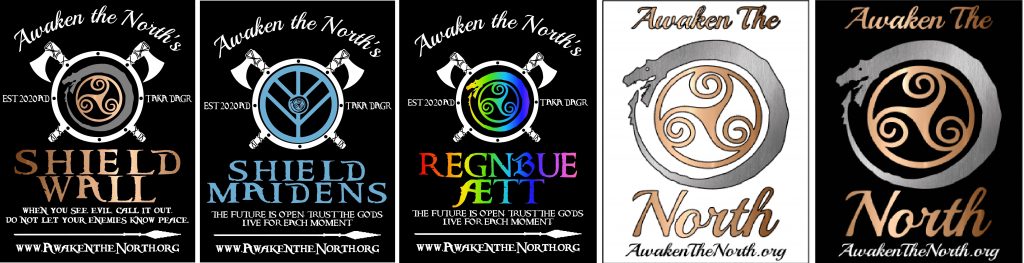 Awaken the North's
EST 2020AD
TAKA DAGR
SHIELD
WALL
WHEN YOU SEE EVIL, CALL IT OUT.
DO NOT LET YOUR ENEMIES KNOW PEACE.
www.AwakentheNorth.org
Awaken the North's
EST 2020AD
TAKA DAGR
SHIELD
MAIDENS
THE FUTURE IS OPEN TRUST THE GODS
LIVE FOR EACH MOMENT
www.AwakentheNorth.org
Awaken the North's
EST 2020AD
TAKA DAGR
REGNBUE
ÆTT
THE FUTURE IS OPEN TRUST THE GODS
LIVE FOR EACH MOMENT
www.AwakentheNorth.org
Awaken The
North
AwakenTheNorth.org
Awaken The
North
AwakenTheNorth.org